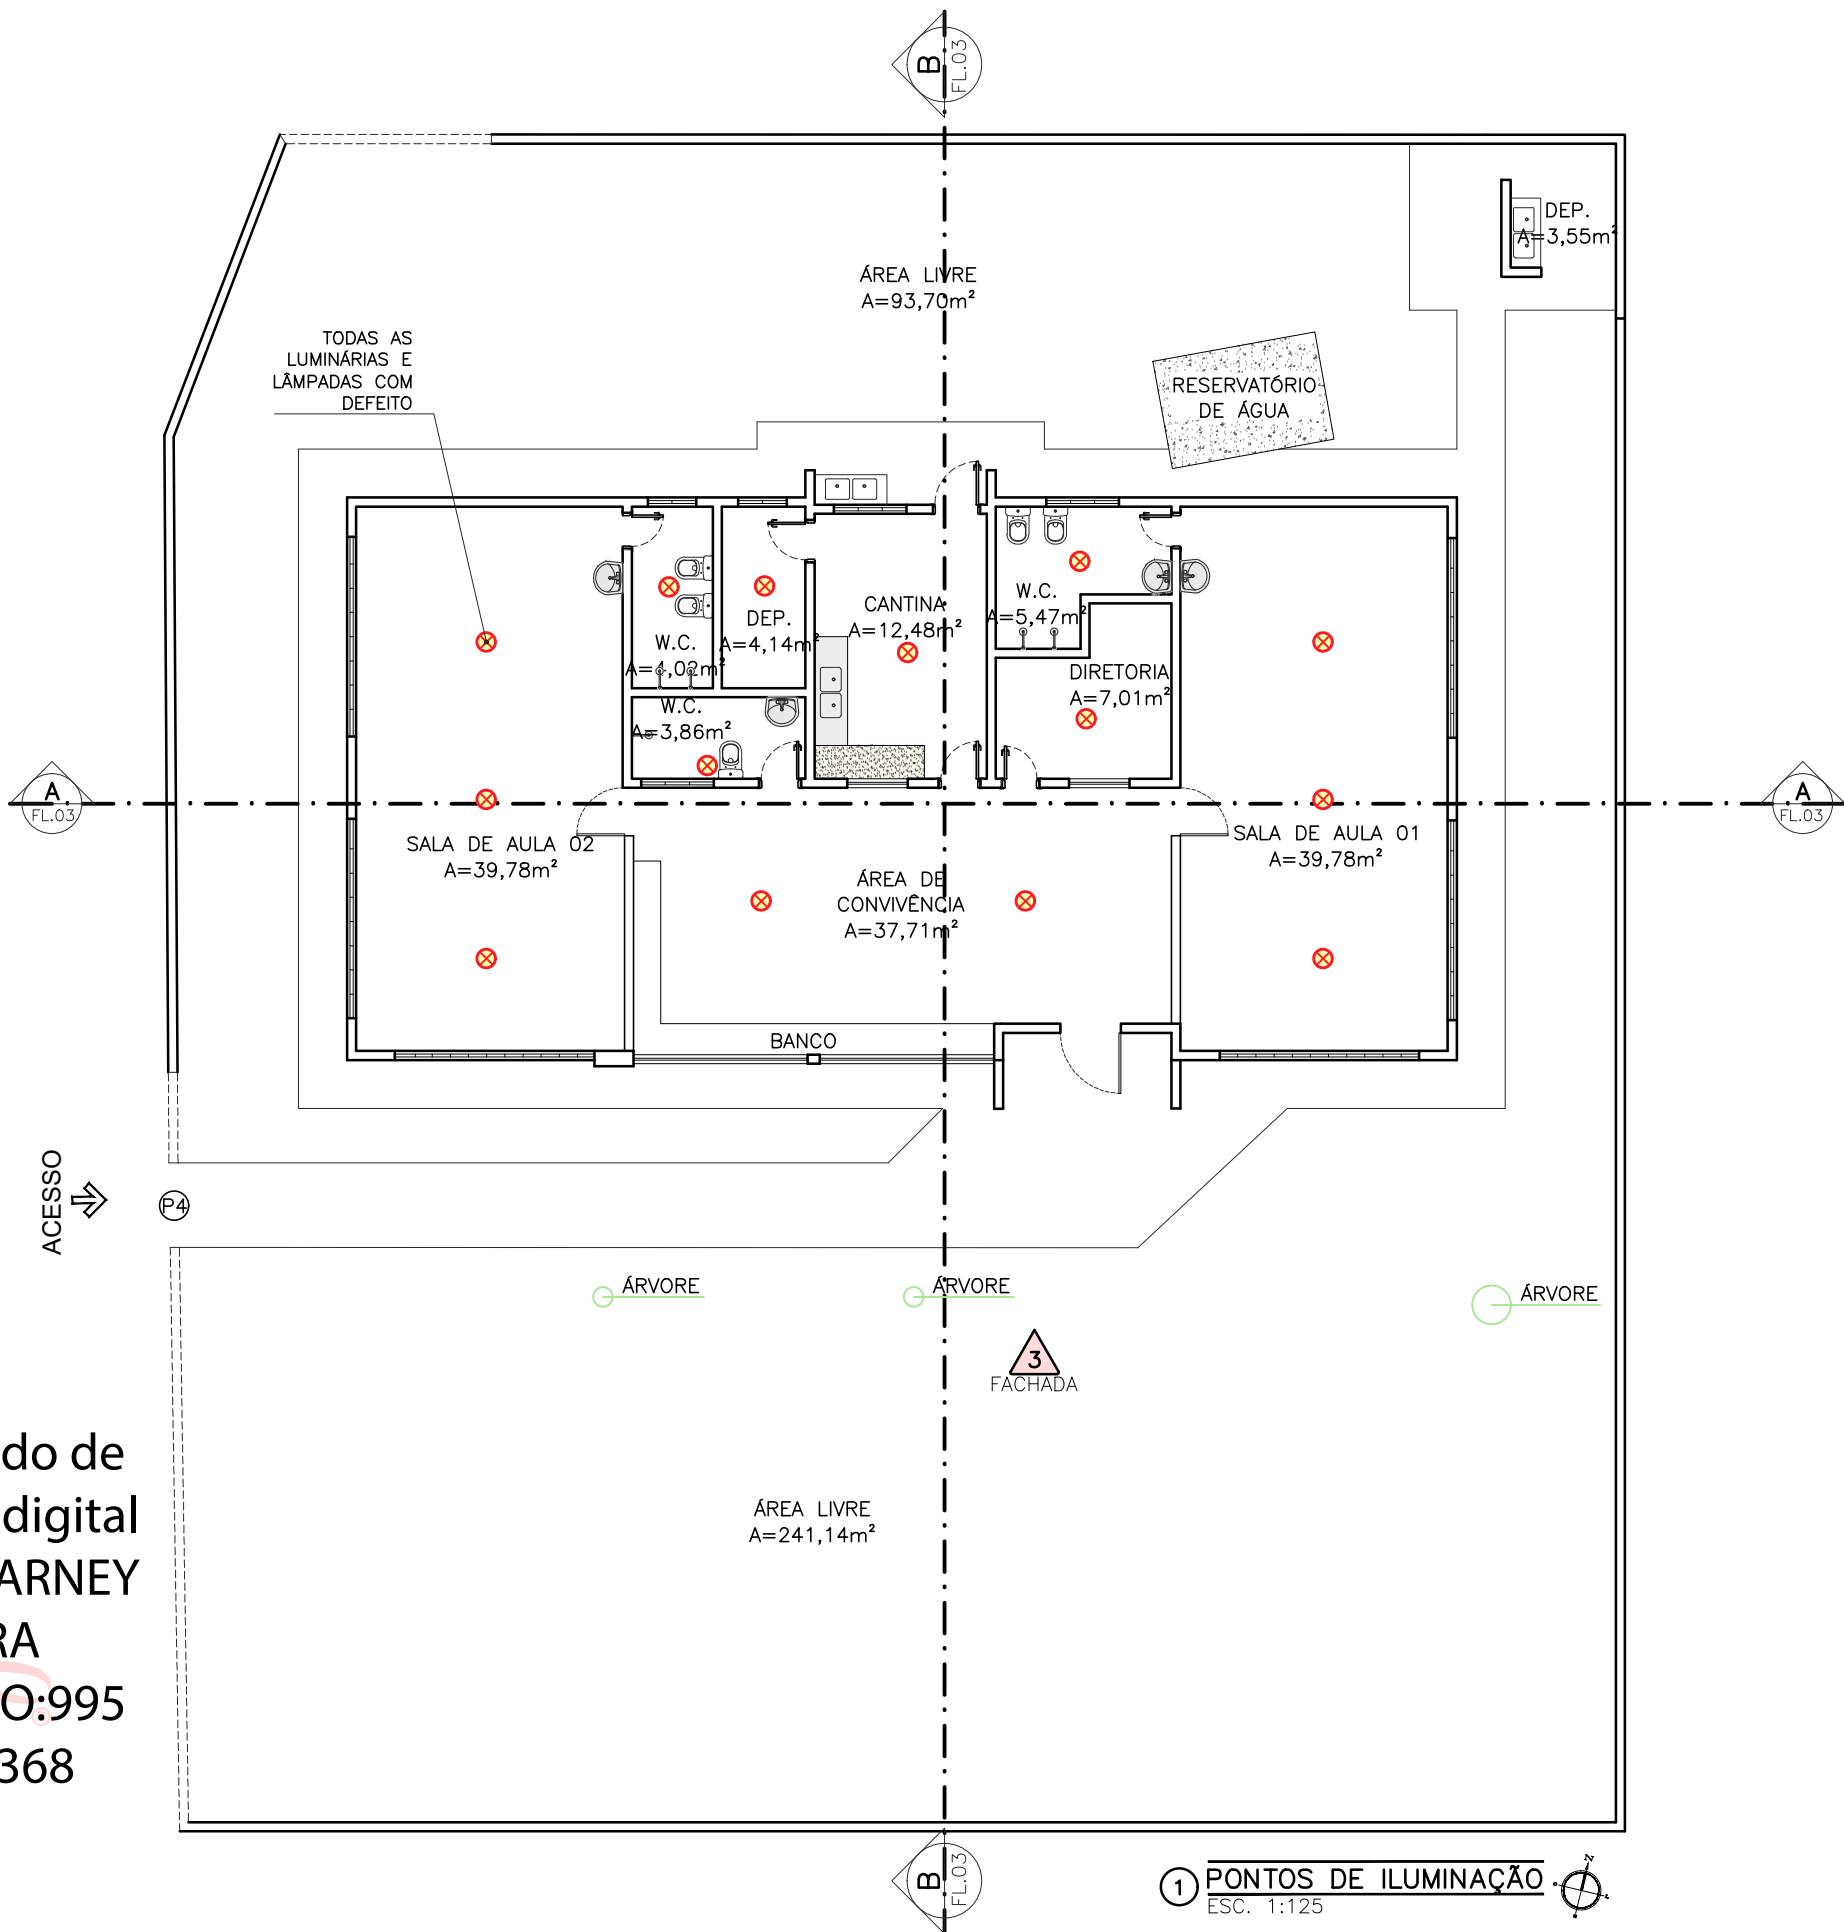 B
FL.03
DEP.
A=3,55m²
ÁREA LIVRE
A=93,70m²
TODAS AS
LUMINÁRIAS E
LÂMPADAS COM
DEFEITO
RESERVATÓRIO
DE ÁGUA
W.C.
A=4,02m²
DEP.
A=4,14m²
CANTINA
A=12,48m²
W.C.
A=5,47m²
DIRETORIA
A=7,01m²
W.C.
A=3,86m²
A
FL.03
A
FL.03
SALA DE AULA 02
A=39,78m²
SALA DE AULA 01
A=39,78m²
ÁREA DE
CONVIVÊNCIA
A=37,71m²
BANCO
ACESSO
P4
ÁRVORE
ÁRVORE
ÁRVORE
3
FACHADA
do de
digital
ARNEY
RA
O:995
368
ÁREA LIVRE
A=241,14m²
B
FL.03
1
PONTOS DE ILUMINAÇÃO
ESC. 1:125
N